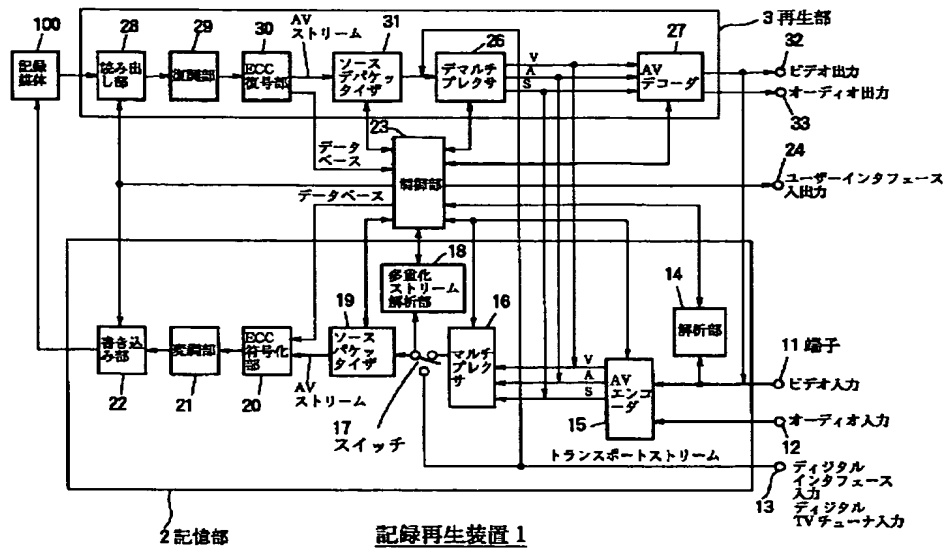 100
記録
媒体
28
読み出
し部
29
復調部
30
ECC
復号部
AV
ストリーム
31
ソース
デパケッ
タイザ
26
デマルチ
プレクサ
V
A
S
27
AV
デコーダ
3 再生部
32
ビデオ出力
オーディオ出力
33
23
制御部
データ
ベース
データベース
24
ユーザーインタフェース
入出力
18
多重化
ストリーム
解析部
14
解析部
19
ソース
パケッ
タイザ
16
マルチ
プレク
サ
V
A
S
AV
エンコ
ーダ
15
11 端子
ビデオ入力
オーディオ入力
12
書き込
み部
22
変調部
21
ECC
符号化
部
20
AV
ストリーム
17
スイッチ
トランスポートストリーム
13
ディジタル
インタフェース
入力
ディジタル
TVチューナ入力
2 記憶部
記録再生装置 1